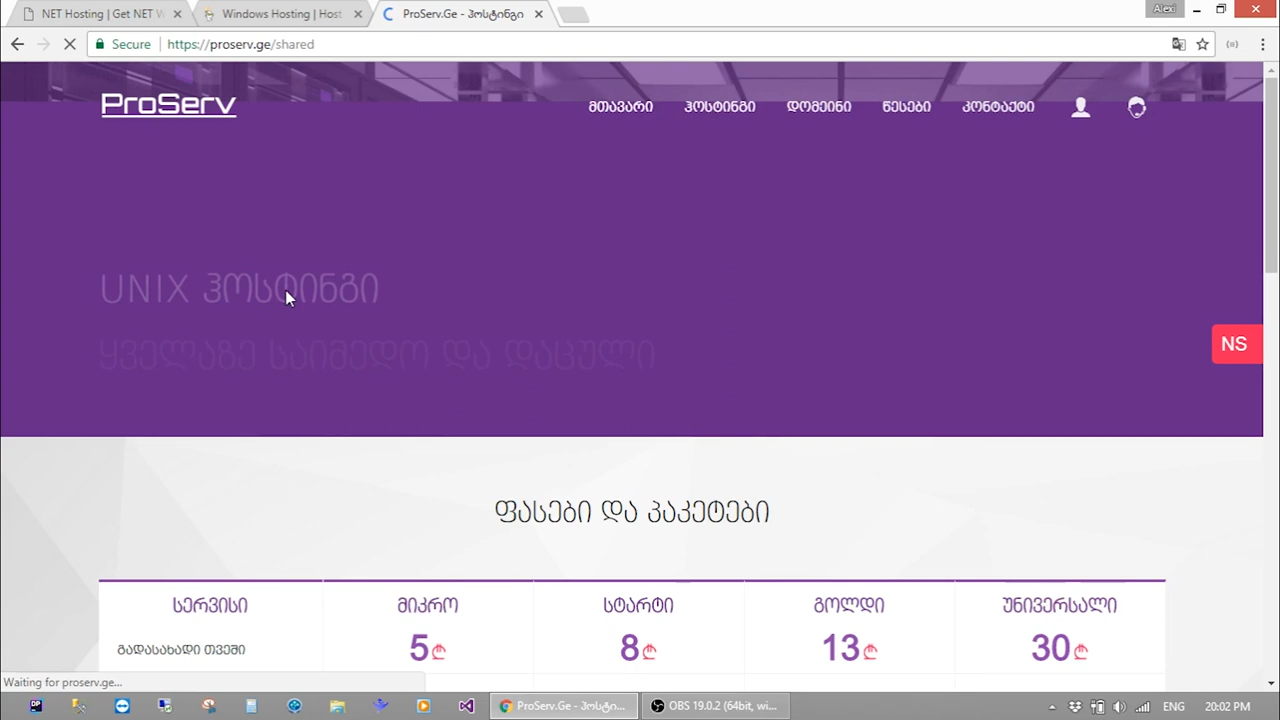 NET Hosting | Get NET W
Windows Hosting | Host
ProServ.Ge - ჰოსტინგი
Alexi
Secure
https://proserv.ge/shared
ProServ
მთავარი
ჰოსტინგი
დომეინი
წესები
კონტაქტი
UNIX ჰოსტინგი
ყველაზე საიმედო და დაცული
NS
ფასები და პაკეტები
სერვისი
მიკრო
სტარტი
გოლდი
უნივერსალი
გადასახადი თვეში
5₾
8₾
13₾
30₾
Waiting for proserv.ge...
ProServ.Ge - ჰოსტი...
OBS 19.0.2 (64bit, wi...
ENG
20:02 PM